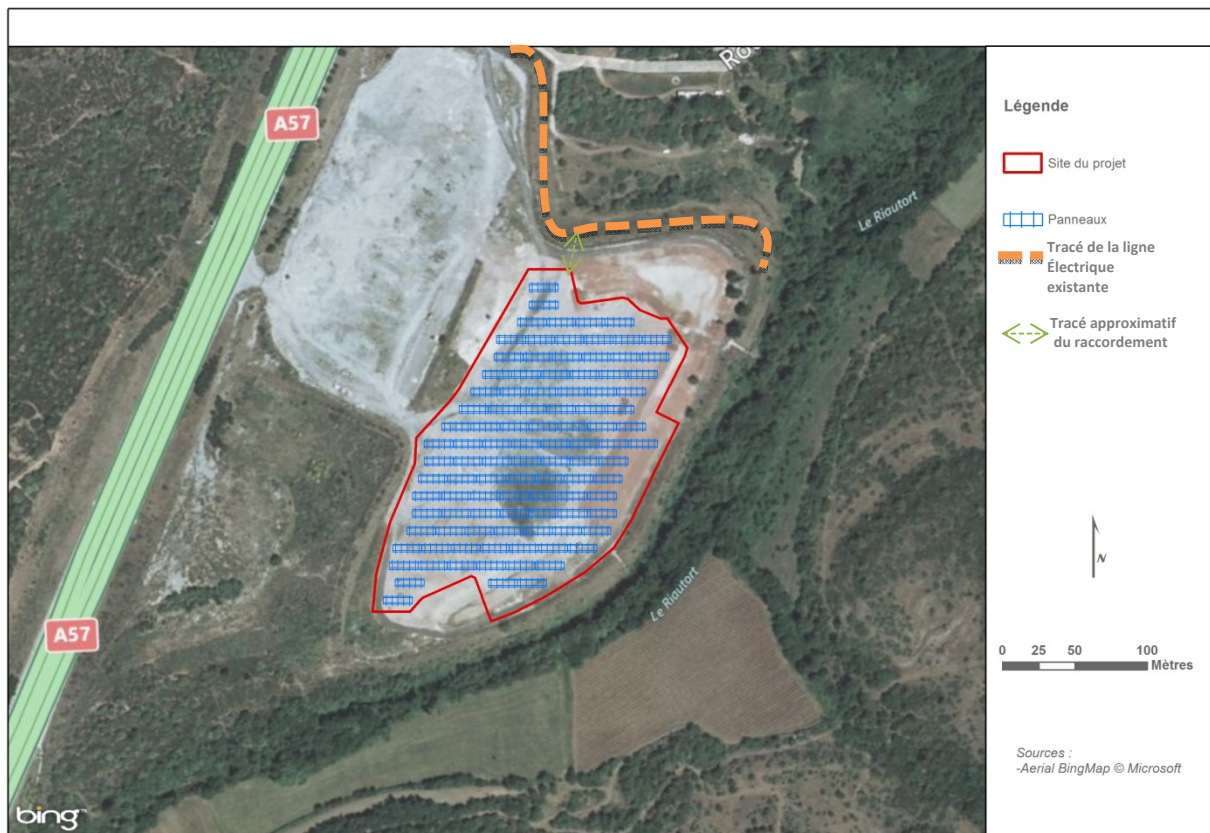 A57
Le Riautort
Le Riautort
A57
bing™
Légende
Site du projet
Panneaux
Tracé de la ligne
Électrique
existante
Tracé approximatif
du raccordement
N
0 25 50 100
Mètres
Sources :
-Aerial BingMap © Microsoft